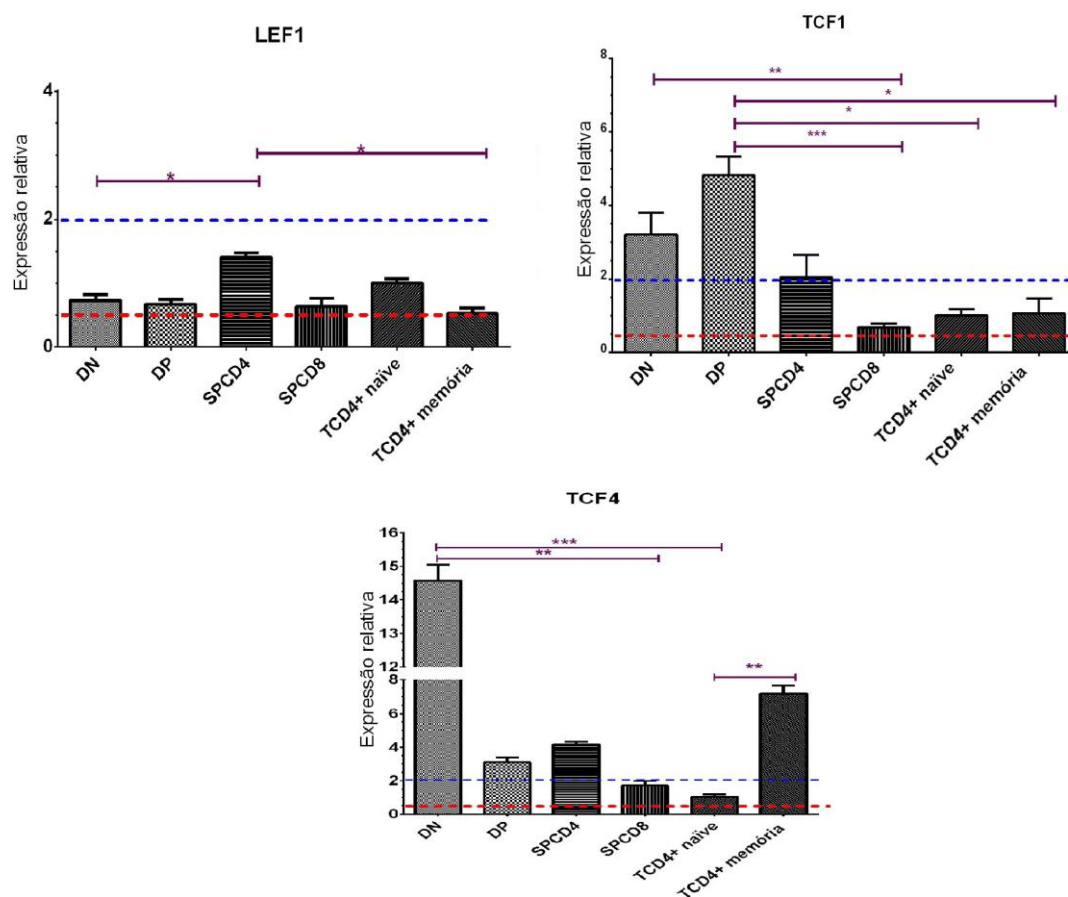 LEF1
Expressão relativa
4
2
0
*
*
DN
DP
SPCD4
SPCD8
TCD4+ naïve
TCD4+ memória
TCF1
Expressão relativa
8
6
4
2
0
**
*
*
***
DN
DP
SPCD4
SPCD8
TCD4+ naïve
TCD4+ memória
TCF4
Expressão relativa
16
15
14
13
12
8
6
4
2
0
***
**
**
DN
DP
SPCD4
SPCD8
TCD4+ naïve
TCD4+ memória